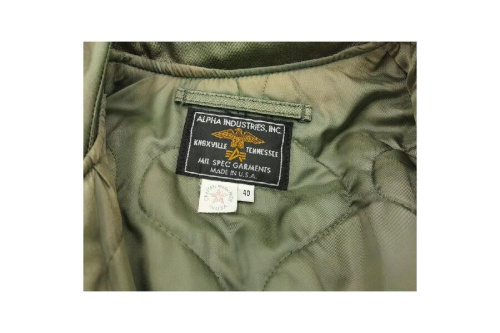 ALPHA INDUSTRIES, INC.
KNOXVILLE TENNESSEE
MIL SPEC GARMENTS
MADE IN U.S.A.
40